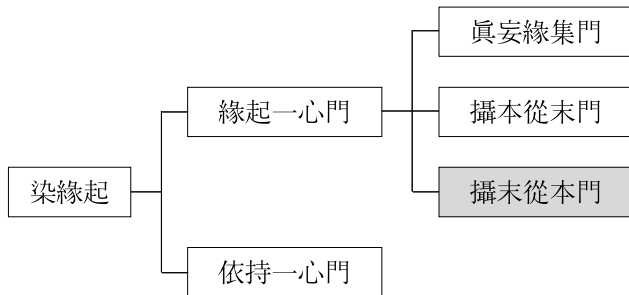 眞妄緣集門
緣起一心門
攝本從末門
染緣起
攝末從本門
依持一心門